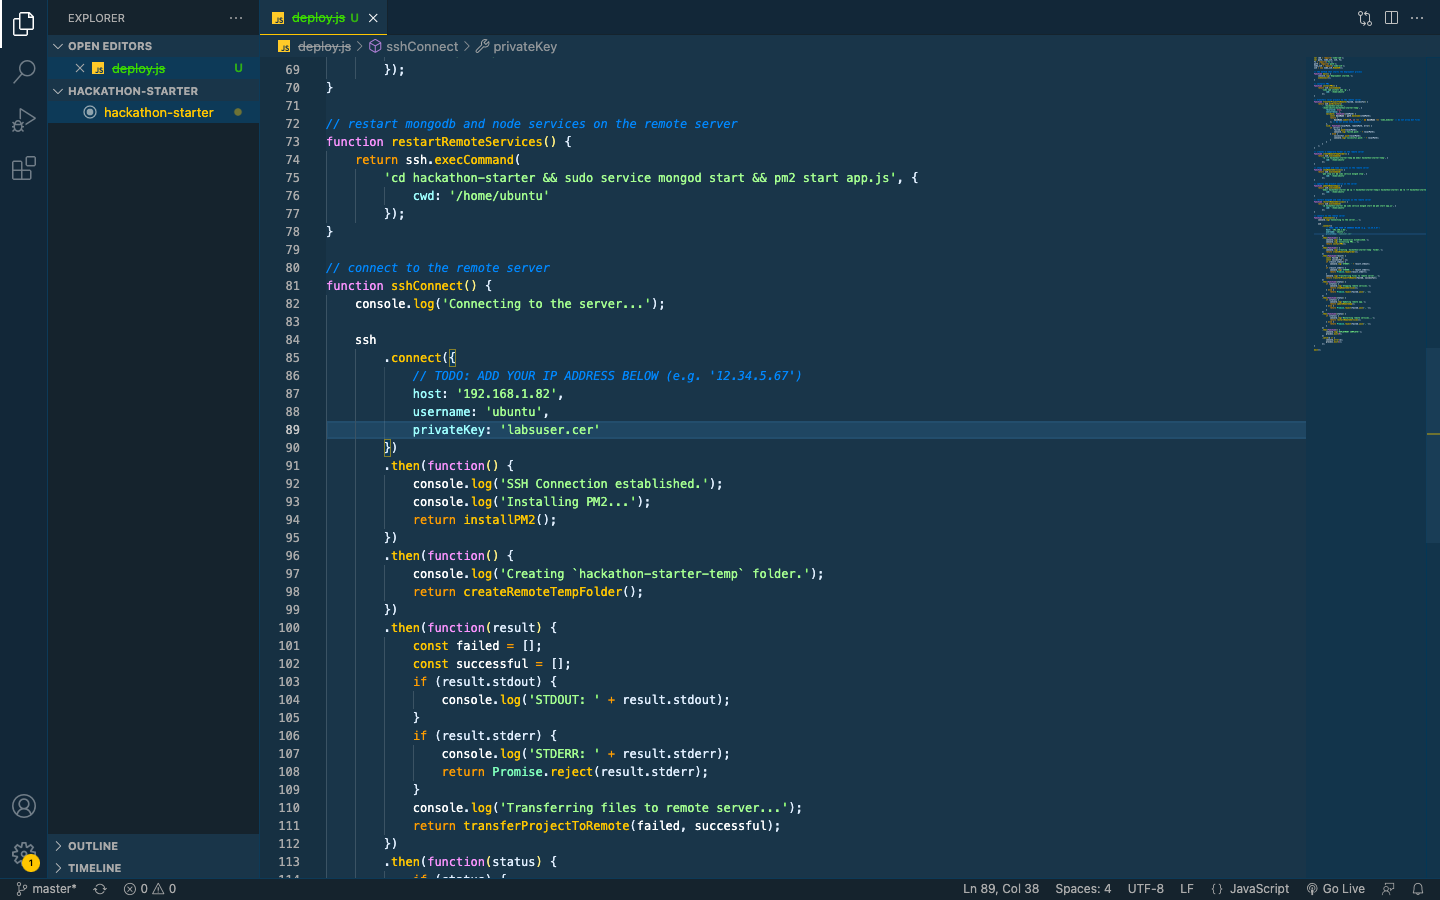 EXPLORER
OPEN EDITORS
JS deploy.js U
HACKATHON-STARTER
hackathon-starter
OUTLINE
TIMELINE
1
JS deploy.js U
JS deploy.js > sshConnect > privateKey
69 });
70 }
71
72 // restart mongodb and node services on the remote server
73 function restartRemoteServices() {
74 return ssh.execCommand(
75 'cd hackathon-starter && sudo service mongod start && pm2 start app.js', {
76 cwd: '/home/ubuntu'
77 });
78 }
79
80 // connect to the remote server
81 function sshConnect() {
82 console.log('Connecting to the server...');
83
84 ssh
85 .connect({
86 // TODO: ADD YOUR IP ADDRESS BELOW (e.g. '12.34.5.67')
87 host: '192.168.1.82',
88 username: 'ubuntu',
89 privateKey: 'labsuser.cer'
90 })
91 .then(function() {
92 console.log('SSH Connection established.');
93 console.log('Installing PM2...');
94 return installPM2();
95 })
96 .then(function() {
97 console.log('Creating `hackathon-starter-temp` folder.');
98 return createRemoteTempFolder();
99 })
100 .then(function(result) {
101 const failed = [];
102 const successful = [];
103 if (result.stdout) {
104 console.log('STDOUT: ' + result.stdout);
105 }
106 if (result.stderr) {
107 console.log('STDERR: ' + result.stderr);
108 return Promise.reject(result.stderr);
109 }
110 console.log('Transferring files to remote server...');
111 return transferProjectToRemote(failed, successful);
112 })
113 .then(function(status) {
master* 0 0 Ln 89, Col 38 Spaces: 4 UTF-8 LF {} JavaScript Go Live